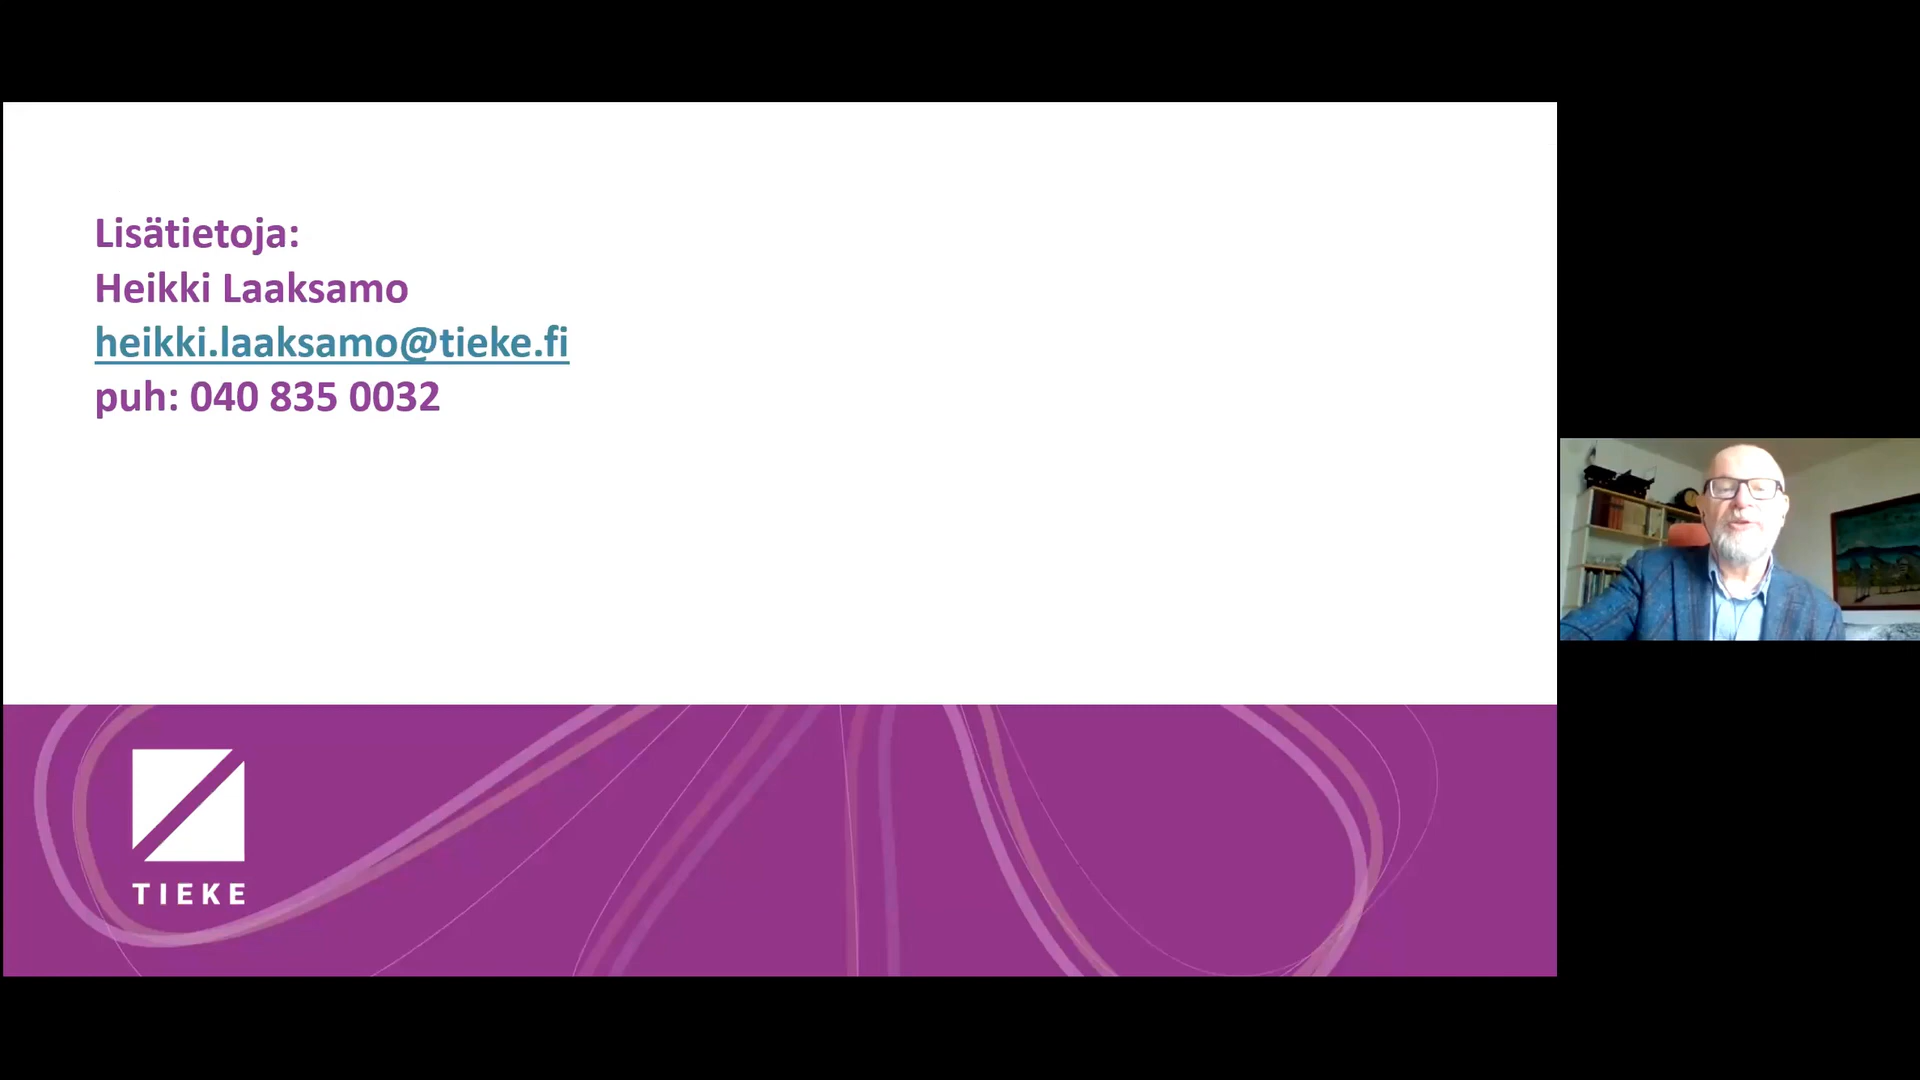 Lisätietoja:
Heikki Laaksamo
heikki.laaksamo@tieke.fi
puh: 040 835 0032
TIEKE